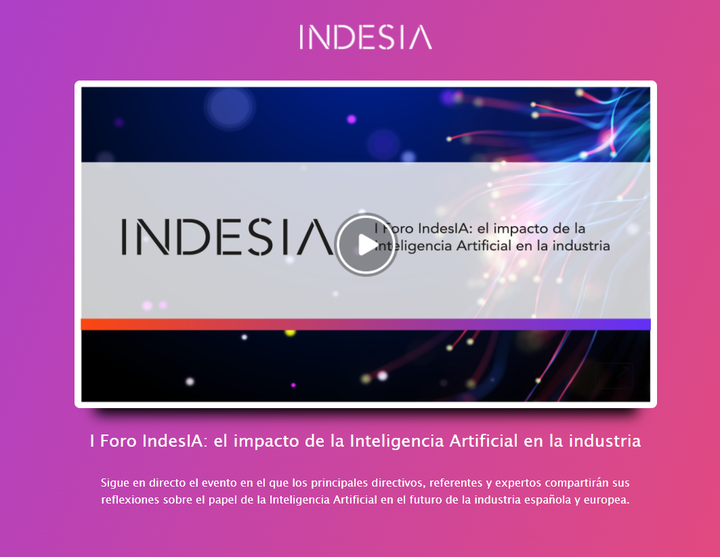 INDESIA
INDESIA
I Foro IndesIA: el impacto de la
Inteligencia Artificial en la industria
I Foro IndesIA: el impacto de la Inteligencia Artificial en la industria
Sigue en directo el evento en el que los principales directivos, referentes y expertos compartirán sus
reflexiones sobre el papel de la Inteligencia Artificial en el futuro de la industria española y europea.